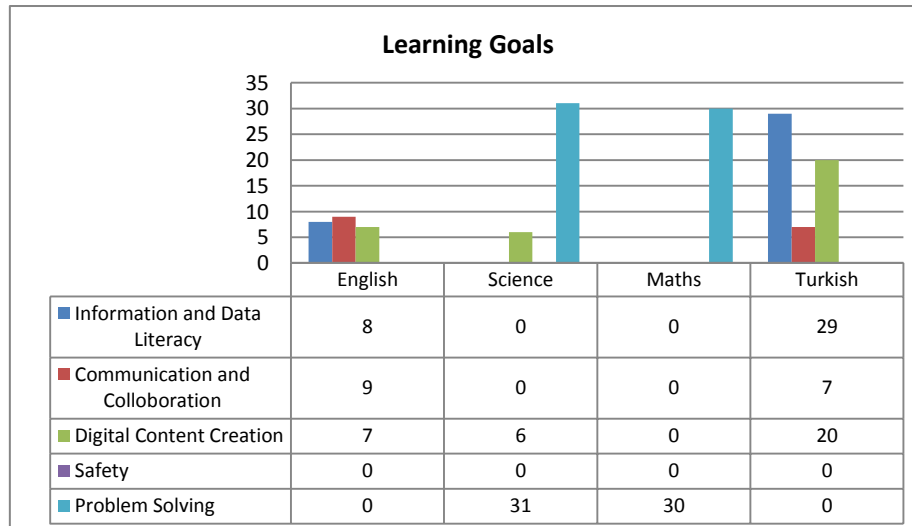 Learning Goals
35
30
25
20
15
10
5
0
English Science Maths Turkish
Information and Data
Literacy
8 0 0 29
Communication and
Colloboration
9 0 0 7
Digital Content Creation 7 6 0 20
Safety 0 0 0 0
Problem Solving 0 31 30 0